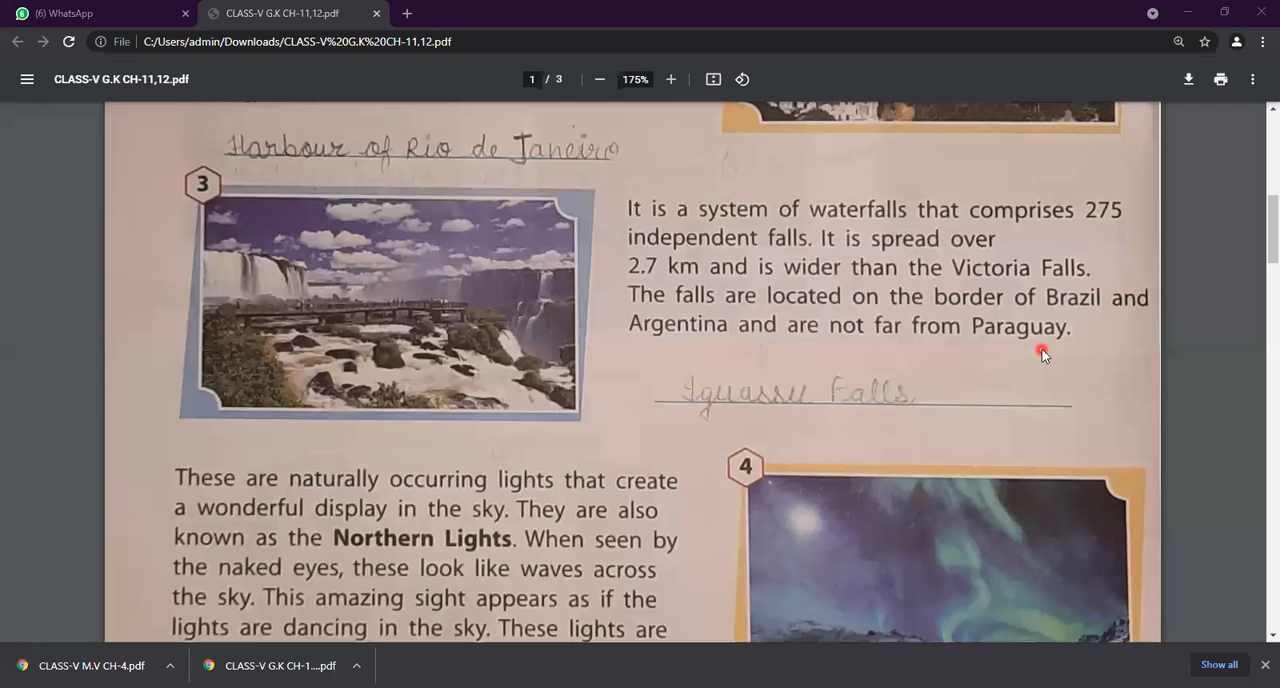 (6) WhatsApp
CLASS-V G.K CH-11,12.pdf
File C:/Users/admin/Downloads/CLASS-V%20G.K%20CH-11,12.pdf
CLASS-V G.K CH-11,12.pdf
1 / 3
175%
Harbour of Rio de Janeiro
3
It is a system of waterfalls that comprises 275
independent falls. It is spread over
2.7 km and is wider than the Victoria Falls.
The falls are located on the border of Brazil and
Argentina and are not far from Paraguay.
Iguassu Falls
These are naturally occurring lights that create
a wonderful display in the sky. They are also
known as the Northern Lights. When seen by
the naked eyes, these look like waves across
the sky. This amazing sight appears as if the
lights are dancing in the sky. These lights are
4
CLASS-V M.V CH-4.pdf
CLASS-V G.K CH-1....pdf
Show all